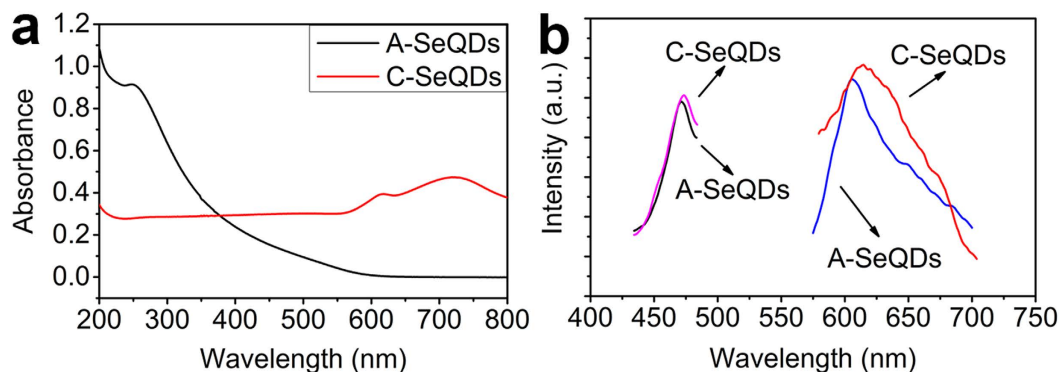 a
1.2
1.0
0.8
0.6
0.4
0.2
0.0
Absorbance
A-SeQDs
C-SeQDs
200 300 400 500 600 700 800
Wavelength (nm)
b
Intensity (a.u.)
C-SeQDs
C-SeQDs
A-SeQDs
A-SeQDs
400 450 500 550 600 650 700 750
Wavelength (nm)